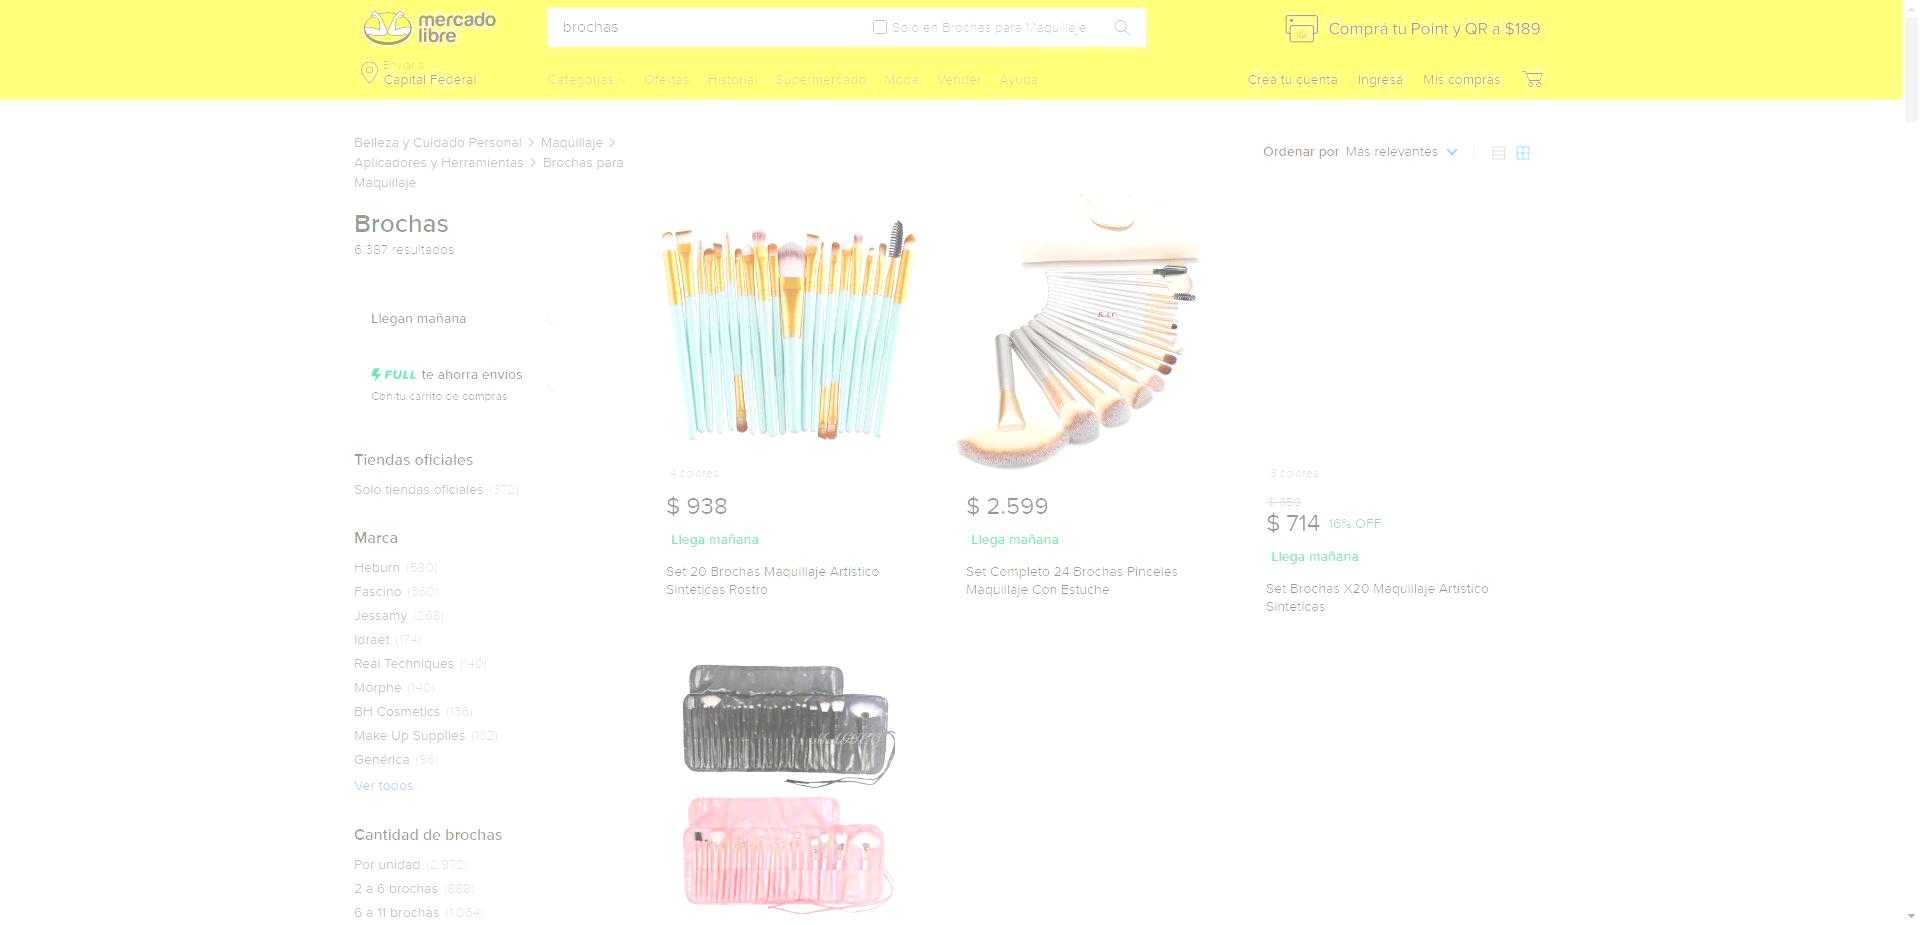 mercado
libre
brochas
Solo en Brochas para Maquillaje
Comprá tu Point y QR a $189
Enviar a
Capital Federal
Categorías
Ofertas
Historial
Supermercado
Moda
Vender
Ayuda
Creá tu cuenta
Ingresá
Mis compras
Belleza y Cuidado Personal > Maquillaje >
Aplicadores y Herramientas > Brochas para
Maquillaje
Ordenar por Más relevantes
Brochas
6.387 resultados
Llegan mañana
FULL te ahorra envíos
Con tu carrito de compras
Tiendas oficiales
Solo tiendas oficiales (372)
Marca
Heburn (580)
Fascino (360)
Jessamy (268)
Idraet (174)
Real Techniques (140)
Morphe (140)
BH Cosmetics (136)
Make Up Supplies (132)
Genérica (96)
Ver todos
Cantidad de brochas
Por unidad (2.972)
2 a 6 brochas (888)
6 a 11 brochas (1.064)
4 colores
$ 938
Llega mañana
Set 20 Brochas Maquillaje Artistico
Sinteticas Rostro
$ 2.599
Llega mañana
Set Completo 24 Brochas Pinceles
Maquillaje Con Estuche
3 colores
$ 850
$ 714 16% OFF
Llega mañana
Set Brochas X20 Maquillaje Artistico
Sinteticas